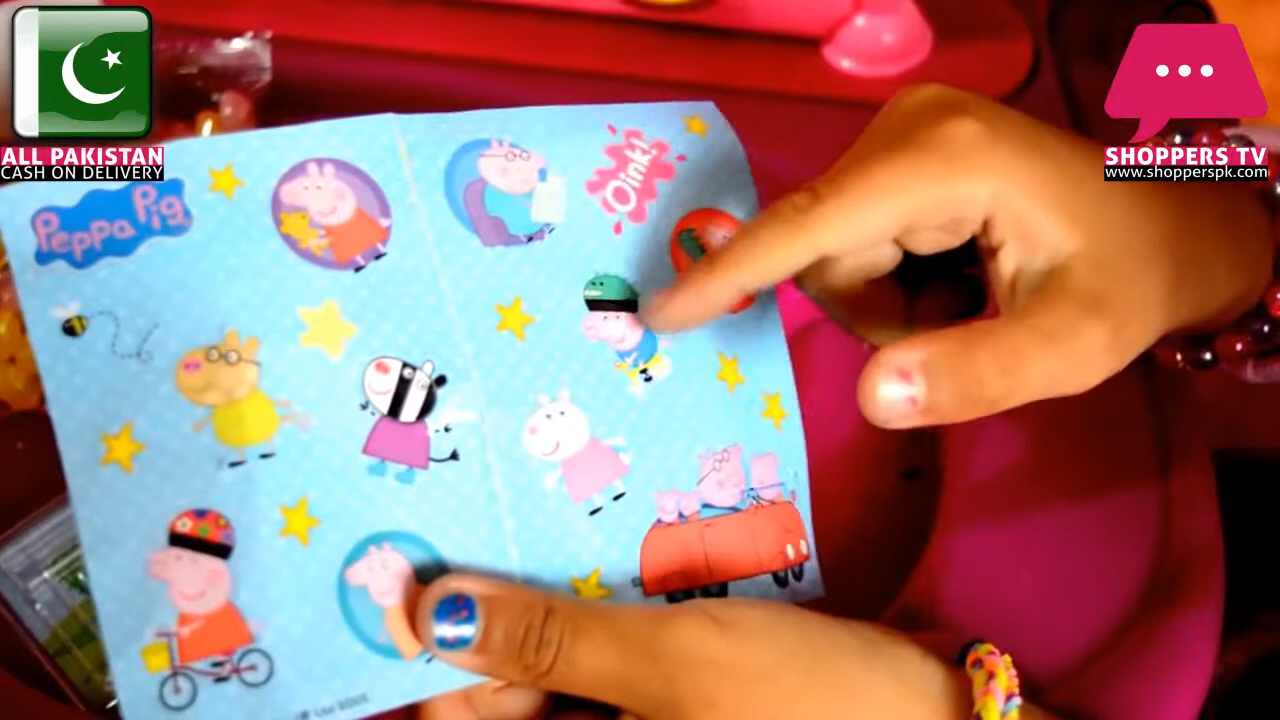 ALL PAKISTAN
CASH ON DELIVERY
SHOPPERS TV
www.shopperspk.com
Peppa Pig
Oink!